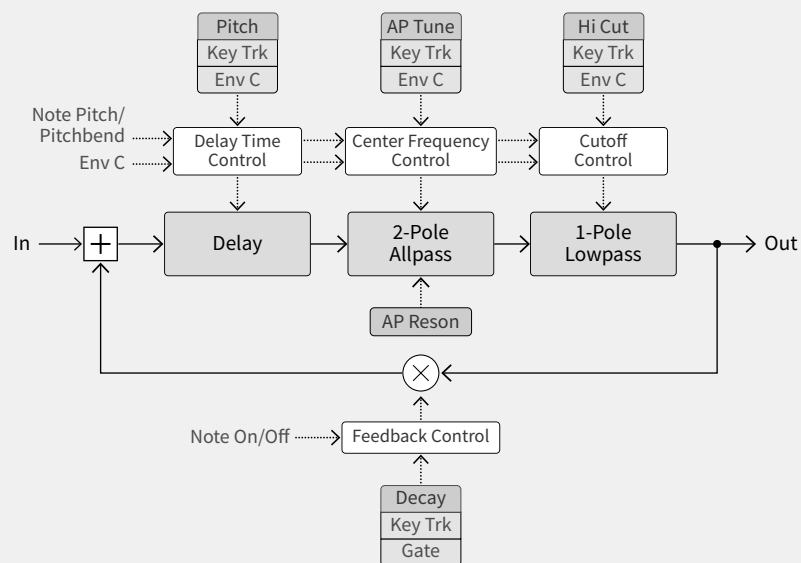 Pitch
Key Trk
Env C
AP Tune
Key Trk
Env C
Hi Cut
Key Trk
Env C
Note Pitch/
Pitchbend
Env C
Delay Time
Control
Center Frequency
Control
Cutoff
Control
In
+
Delay
2-Pole
Allpass
1-Pole
Lowpass
Out
AP Reson
×
Note On/Off
Feedback Control
Decay
Key Trk
Gate